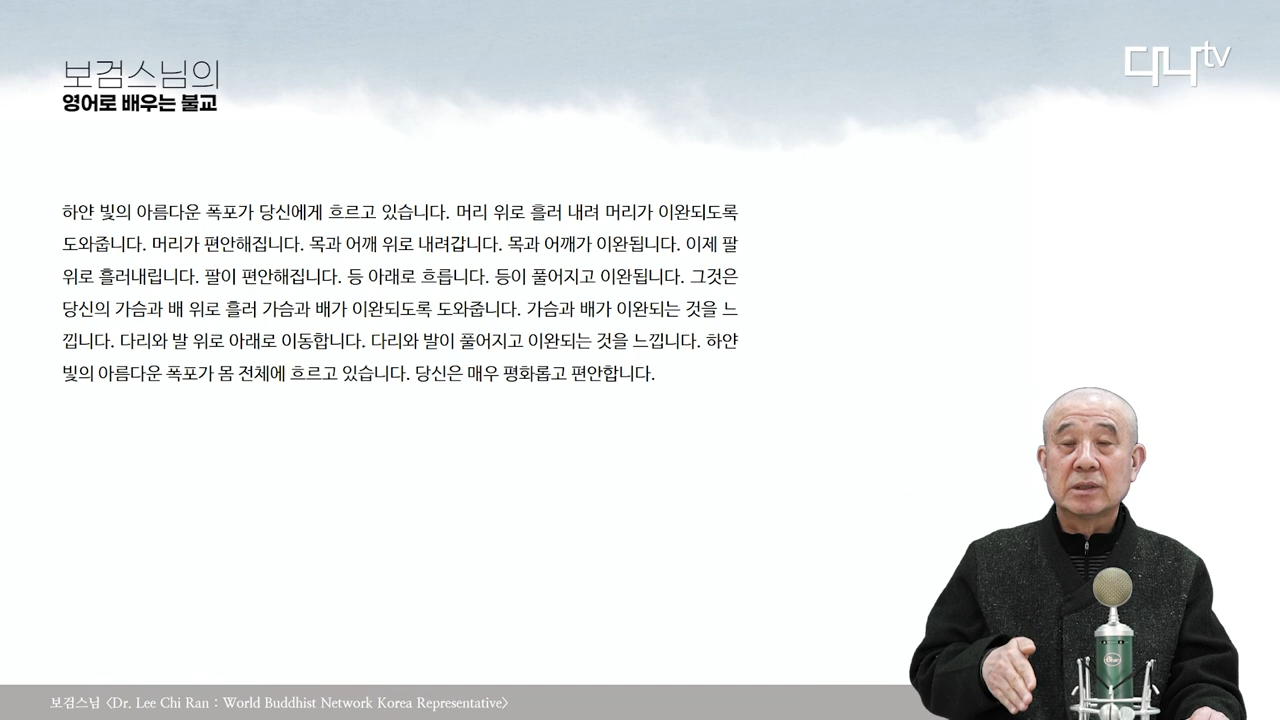 보검스님의
영어로 배우는 불교
다나tv
하얀 빛의 아름다운 폭포가 당신에게 흐르고 있습니다. 머리 위로 흘러 내려 머리가 이완되도록
도와줍니다. 머리가 편안해집니다. 목과 어깨 위로 내려갑니다. 목과 어깨가 이완됩니다. 이제 팔
위로 흘러내립니다. 팔이 편안해집니다. 등 아래로 흐릅니다. 등이 풀어지고 이완됩니다. 그것은
당신의 가슴과 배 위로 흘러 가슴과 배가 이완되도록 도와줍니다. 가슴과 배가 이완되는 것을 느
낍니다. 다리와 발 위로 아래로 이동합니다. 다리와 발이 풀어지고 이완되는 것을 느낍니다. 하얀
빛의 아름다운 폭포가 몸 전체에 흐르고 있습니다. 당신은 매우 평화롭고 편안합니다.
Blue
보검스님 <Dr. Lee Chi Ran : World Buddhist Network Korea Representative>